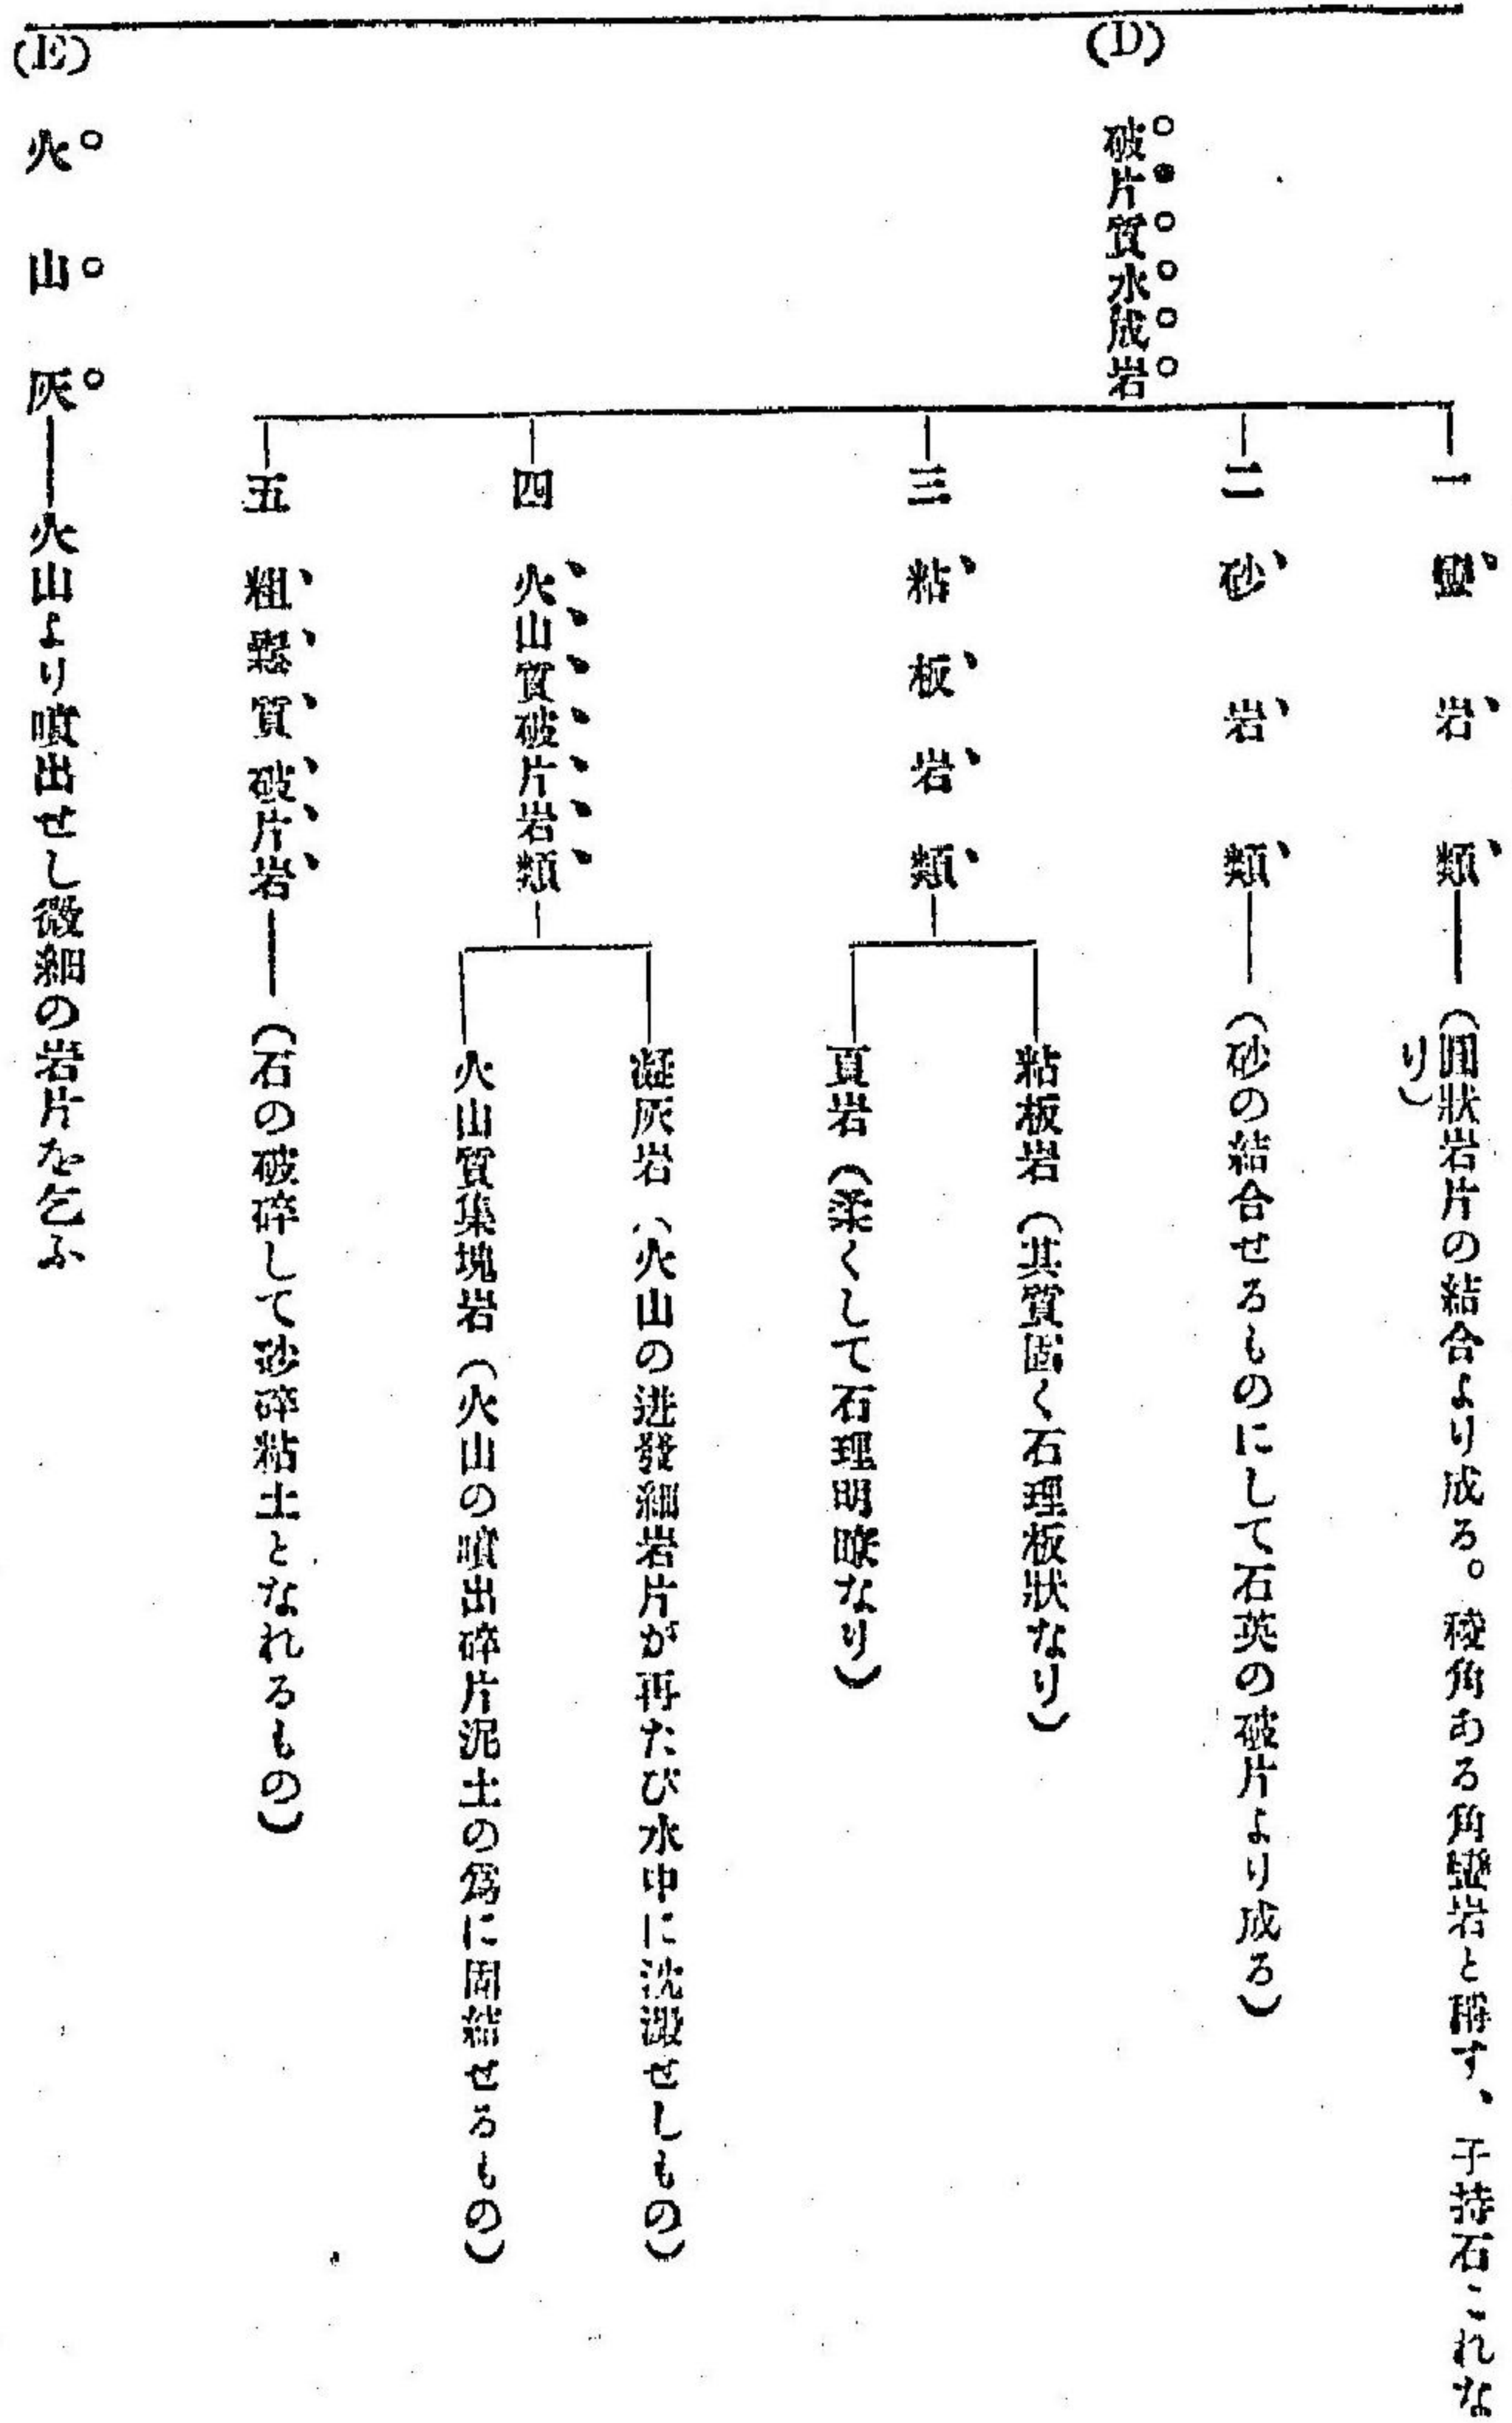 (D) 破片質水成岩
一 蠻岩類――(圓狀岩片の結合より成る。稜角ある角蠻岩と稱す、子持石これな
り)
二 砂岩類――(砂の結合せるものにして石英の破片より成る)
三 粘板岩類
粘板岩(其質固く石理板狀なり)
頁岩(柔くして石理明瞭なり)
四 火山質破片岩類
凝灰岩(火山の迸發細岩片が再たび水中に沈澱せしもの)
火山質集塊岩(火山の噴出碎片泥土の爲に固結せるもの)
五 粗鬆質破片岩――(石の破碎して砂碎粘土となれるもの)
(E) 火山灰――火山より噴出せし微細の岩片を乞ふ